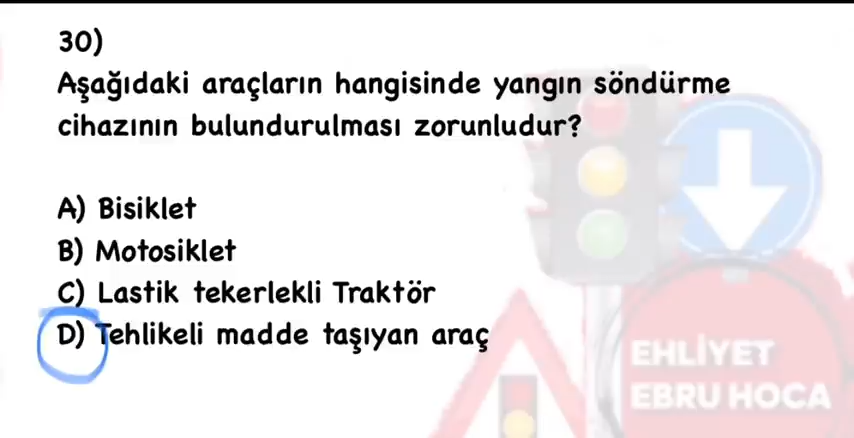 30)
Aşağıdaki araçların hangisinde yangın söndürme
cihazının bulundurulması zorunludur?
A) Bisiklet
B) Motosiklet
C) Lastik tekerlekli Traktör
D) Tehlikeli madde taşıyan araç
EHLİYET
EBRU HOCA